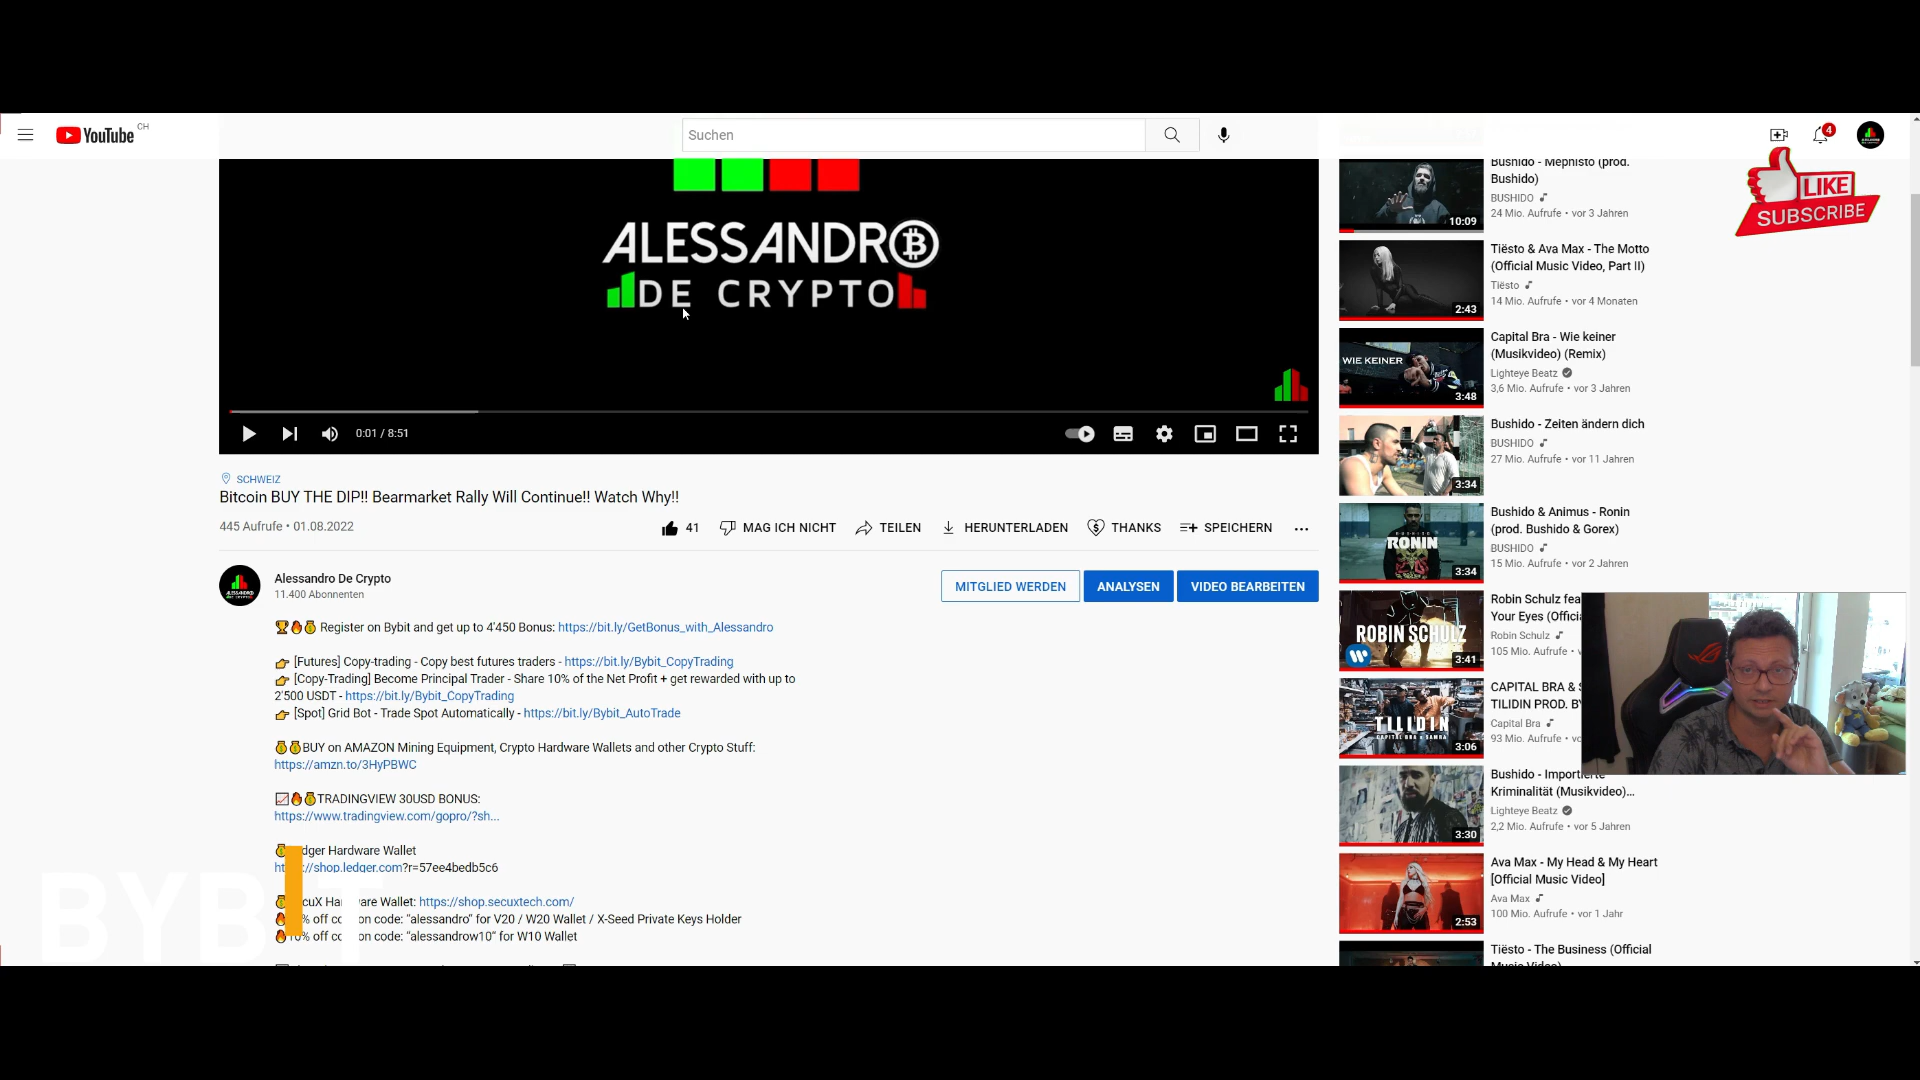 YouTube CH
Suchen
4
LIKE
SUBSCRIBE
ALESSANDRO
DE CRYPTO
0:01 / 8:51
SCHWEIZ
Bitcoin BUY THE DIP!! Bearmarket Rally Will Continue!! Watch Why!!
445 Aufrufe • 01.08.2022
41 MAG ICH NICHT TEILEN HERUNTERLADEN THANKS SPEICHERN
Alessandro De Crypto
11.400 Abonnenten
MITGLIED WERDEN ANALYSEN VIDEO BEARBEITEN
🏆🔥💰 Register on Bybit and get up to 4'450 Bonus: https://bit.ly/GetBonus_with_Alessandro
👉 [Futures] Copy-trading - Copy best futures traders - https://bit.ly/Bybit_CopyTrading
👉 [Copy-Trading] Become Principal Trader - Share 10% of the Net Profit + get rewarded with up to
2'500 USDT - https://bit.ly/Bybit_CopyTrading
👉 [Spot] Grid Bot - Trade Spot Automatically - https://bit.ly/Bybit_AutoTrade
💰💰BUY on AMAZON Mining Equipment, Crypto Hardware Wallets and other Crypto Stuff:
https://amzn.to/3HyPBWC
📈🔥💰TRADINGVIEW 30USD BONUS:
https://www.tradingview.com/gopro/?sh...
dger Hardware Wallet
://shop.ledger.com?r=57ee4bedb5c6
Wallet: https://shop.secuxtech.com/
% off code: "alessandro" for V20 / W20 Wallet / X-Seed Private Keys Holder
10% off code: "alessandrow10" for W10 Wallet
BYBIT
Bushido - Mephisto (prod.
Bushido)
BUSHIDO
24 Mio. Aufrufe • vor 3 Jahren
10:09
Tiësto & Ava Max - The Motto
(Official Music Video, Part II)
Tiësto
14 Mio. Aufrufe • vor 4 Monaten
2:43
Capital Bra - Wie keiner
(Musikvideo) (Remix)
Lighteye Beatz
3,6 Mio. Aufrufe • vor 3 Jahren
WIE KEINER
3:48
Bushido - Zeiten ändern dich
BUSHIDO
27 Mio. Aufrufe • vor 11 Jahren
3:34
Bushido & Animus - Ronin
(prod. Bushido & Gorex)
BUSHIDO
15 Mio. Aufrufe • vor 2 Jahren
RONIN
3:34
Robin Schulz fea
Your Eyes (Offici
Robin Schulz
105 Mio. Aufrufe •
ROBIN SCHULZ
3:41
CAPITAL BRA &
TILIDIN PROD. B
Capital Bra
93 Mio. Aufrufe •
TILIDIN
CAPITAL BRA & SAMRA
3:06
Bushido - Importierte
Kriminalität (Musikvideo)...
Lighteye Beatz
2,2 Mio. Aufrufe • vor 5 Jahren
3:30
Ava Max - My Head & My Heart
[Official Music Video]
Ava Max
100 Mio. Aufrufe • vor 1 Jahr
2:53
Tiësto - The Business (Official
Music Video)